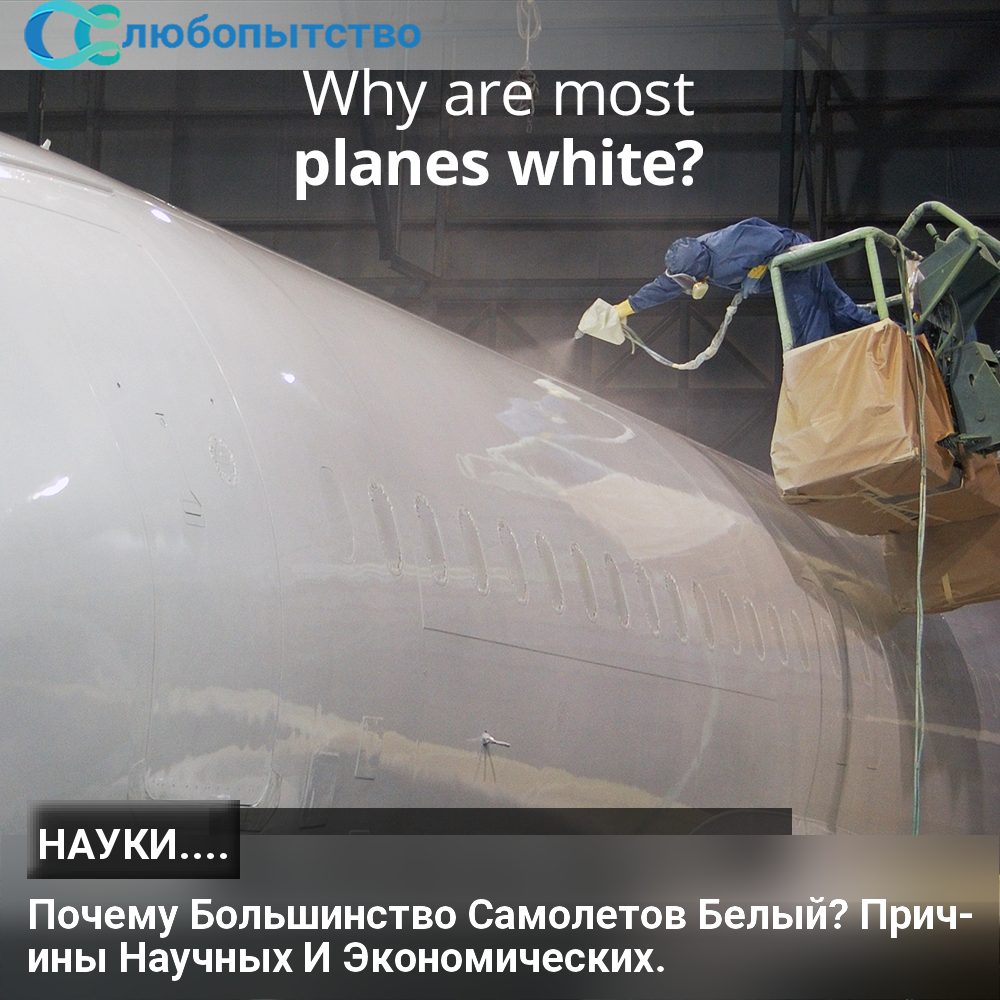 любопытство
Why are most
planes white?
НАУКИ....
Почему Большинство Самолетов Белый? Прич-
ины Научных И Экономических.